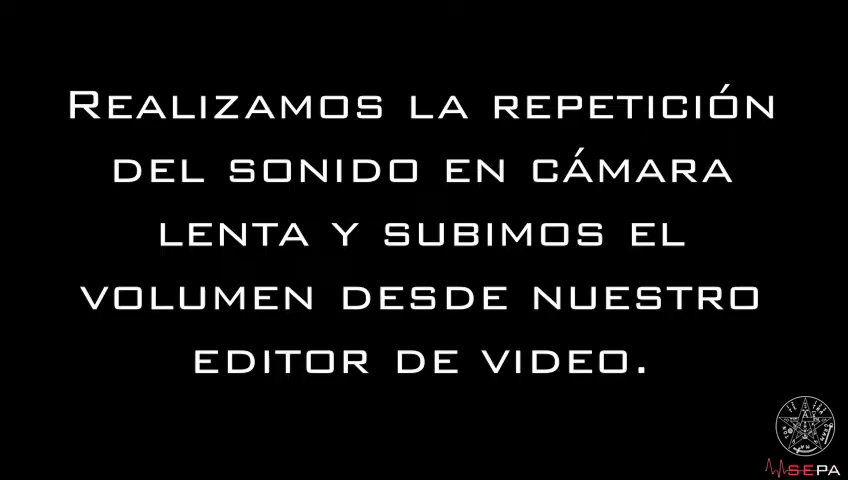 REALIZAMOS LA REPETICIÓN
DEL SONIDO EN CÁMARA
LENTA Y SUBIMOS EL
VOLUMEN DESDE NUESTRO
EDITOR DE VIDEO.
SEPA